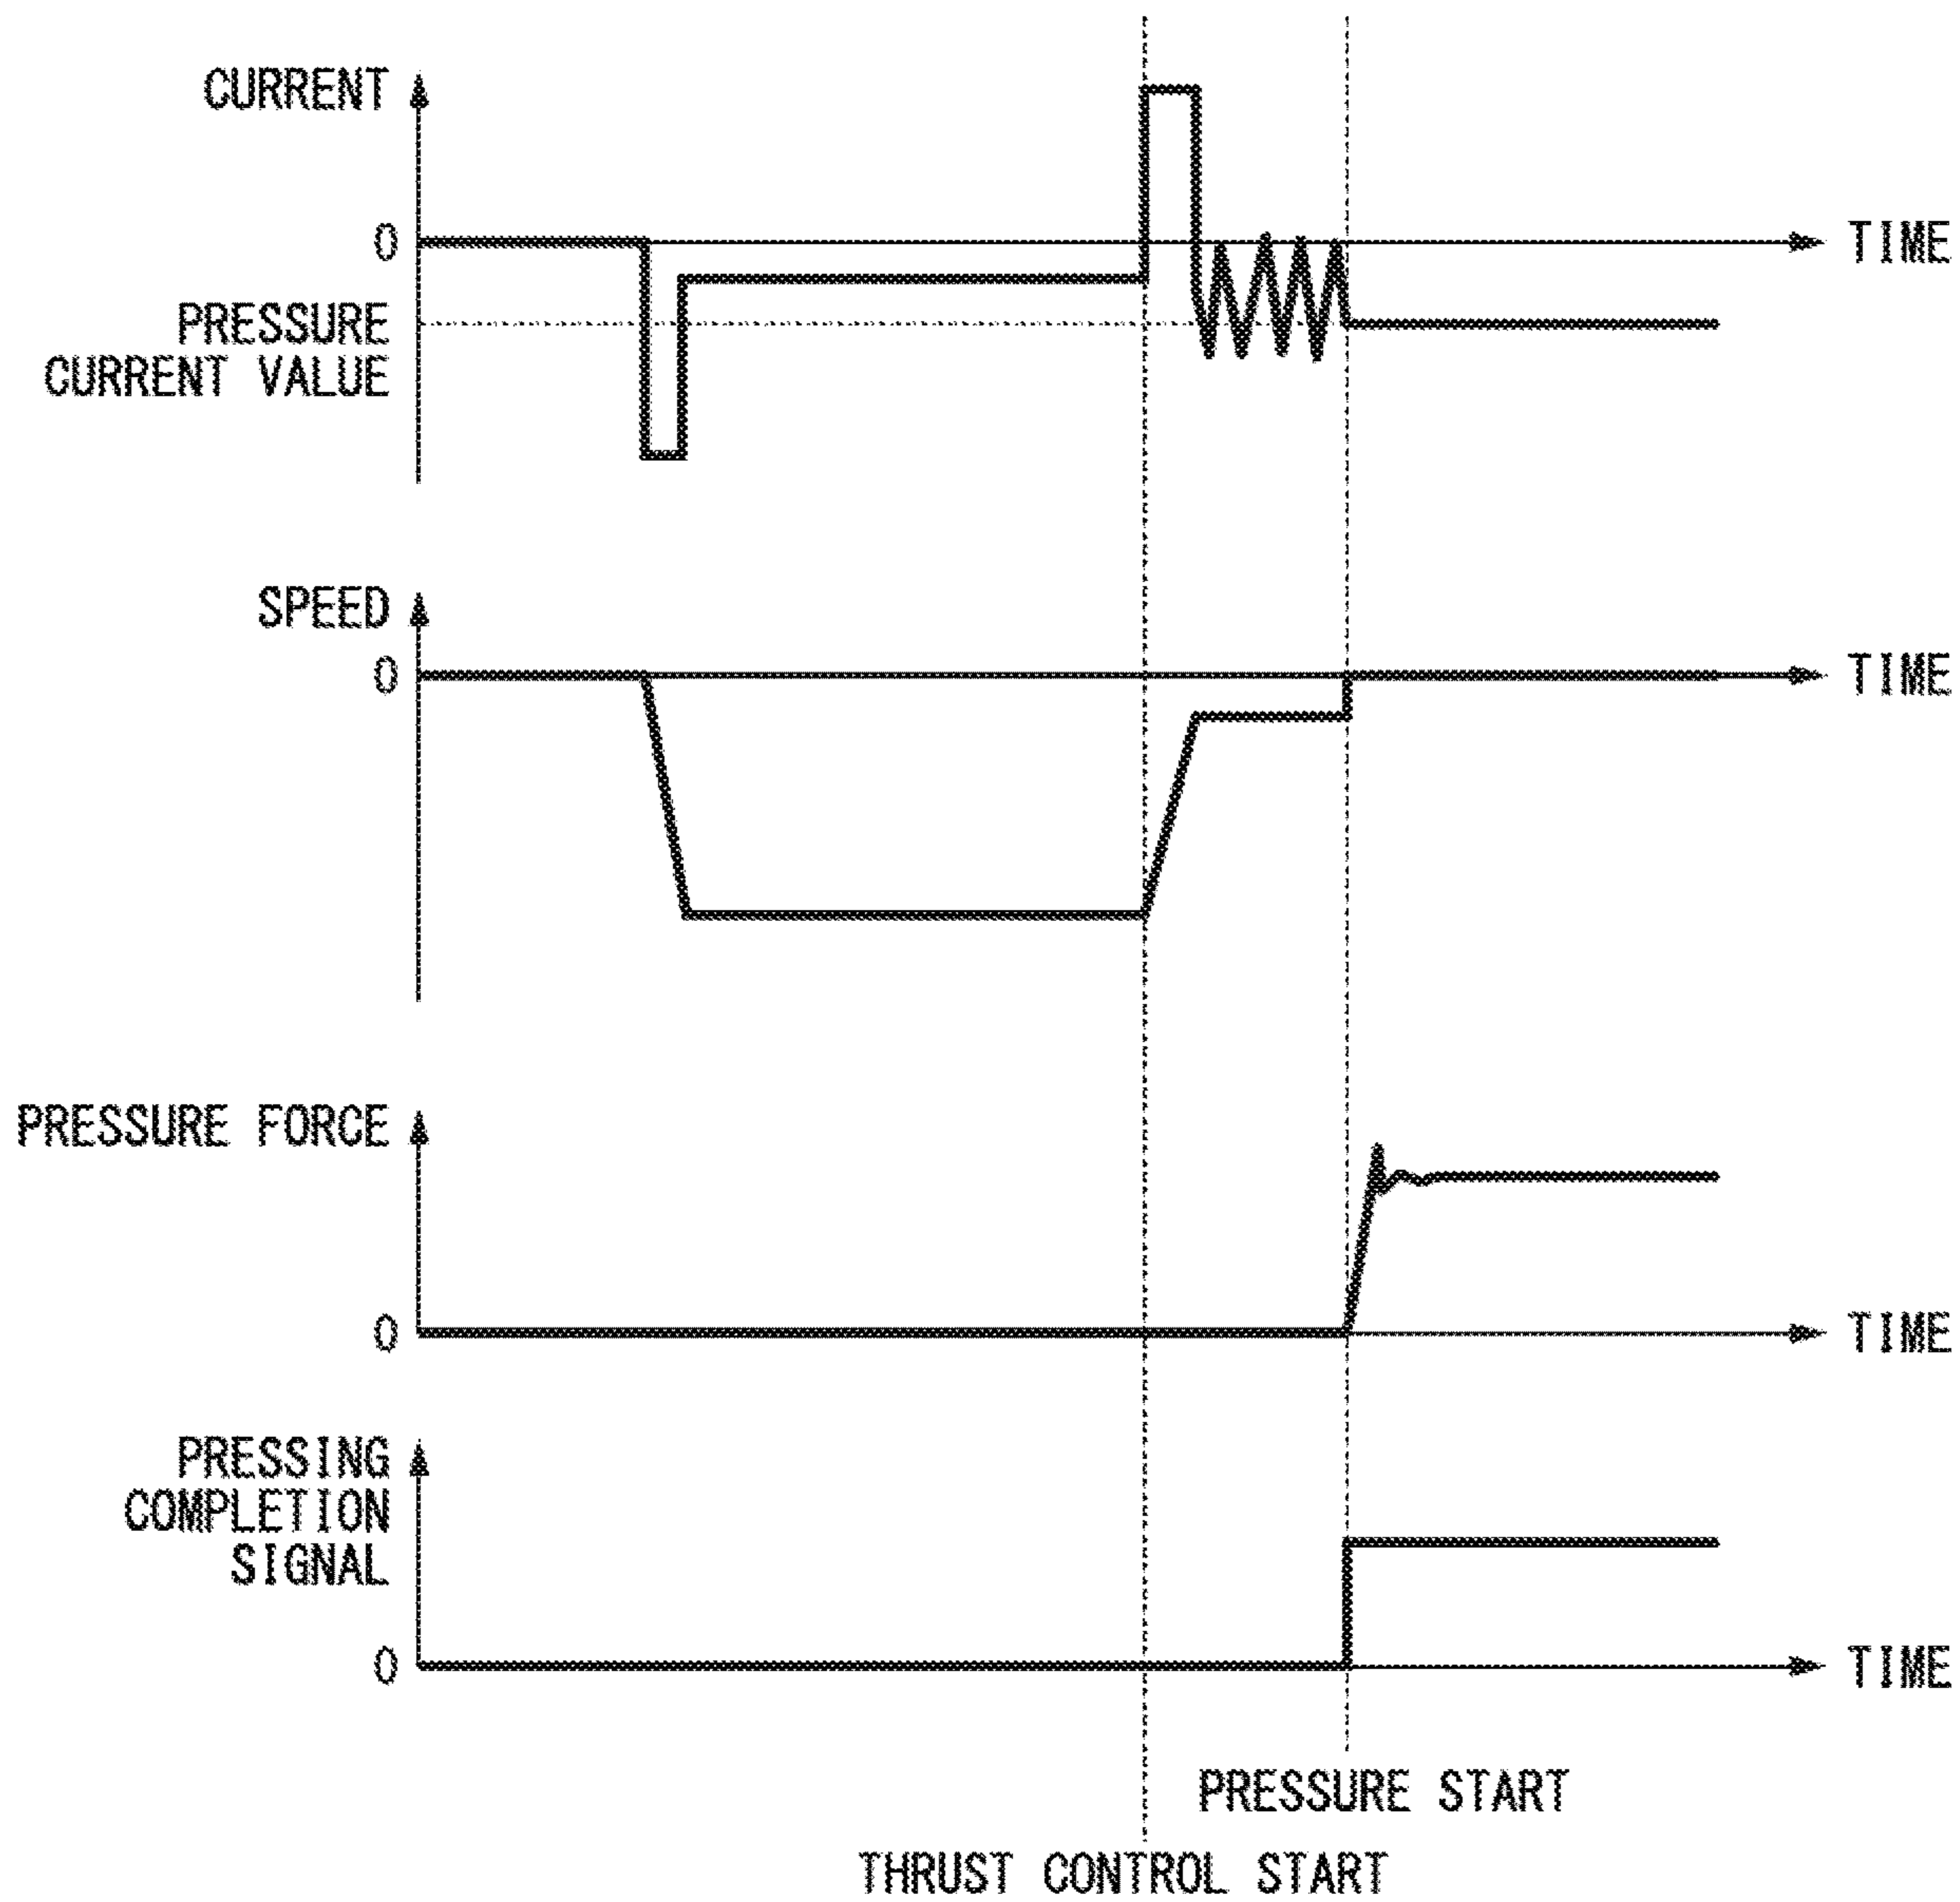 CURRENT
0
TIME
PRESSURE
CURRENT VALUE
SPEED
0
TIME
PRESSURE FORCE
0
TIME
PRESSING
COMPLETION
SIGNAL
0
TIME
PRESSURE START
THRUST CONTROL START